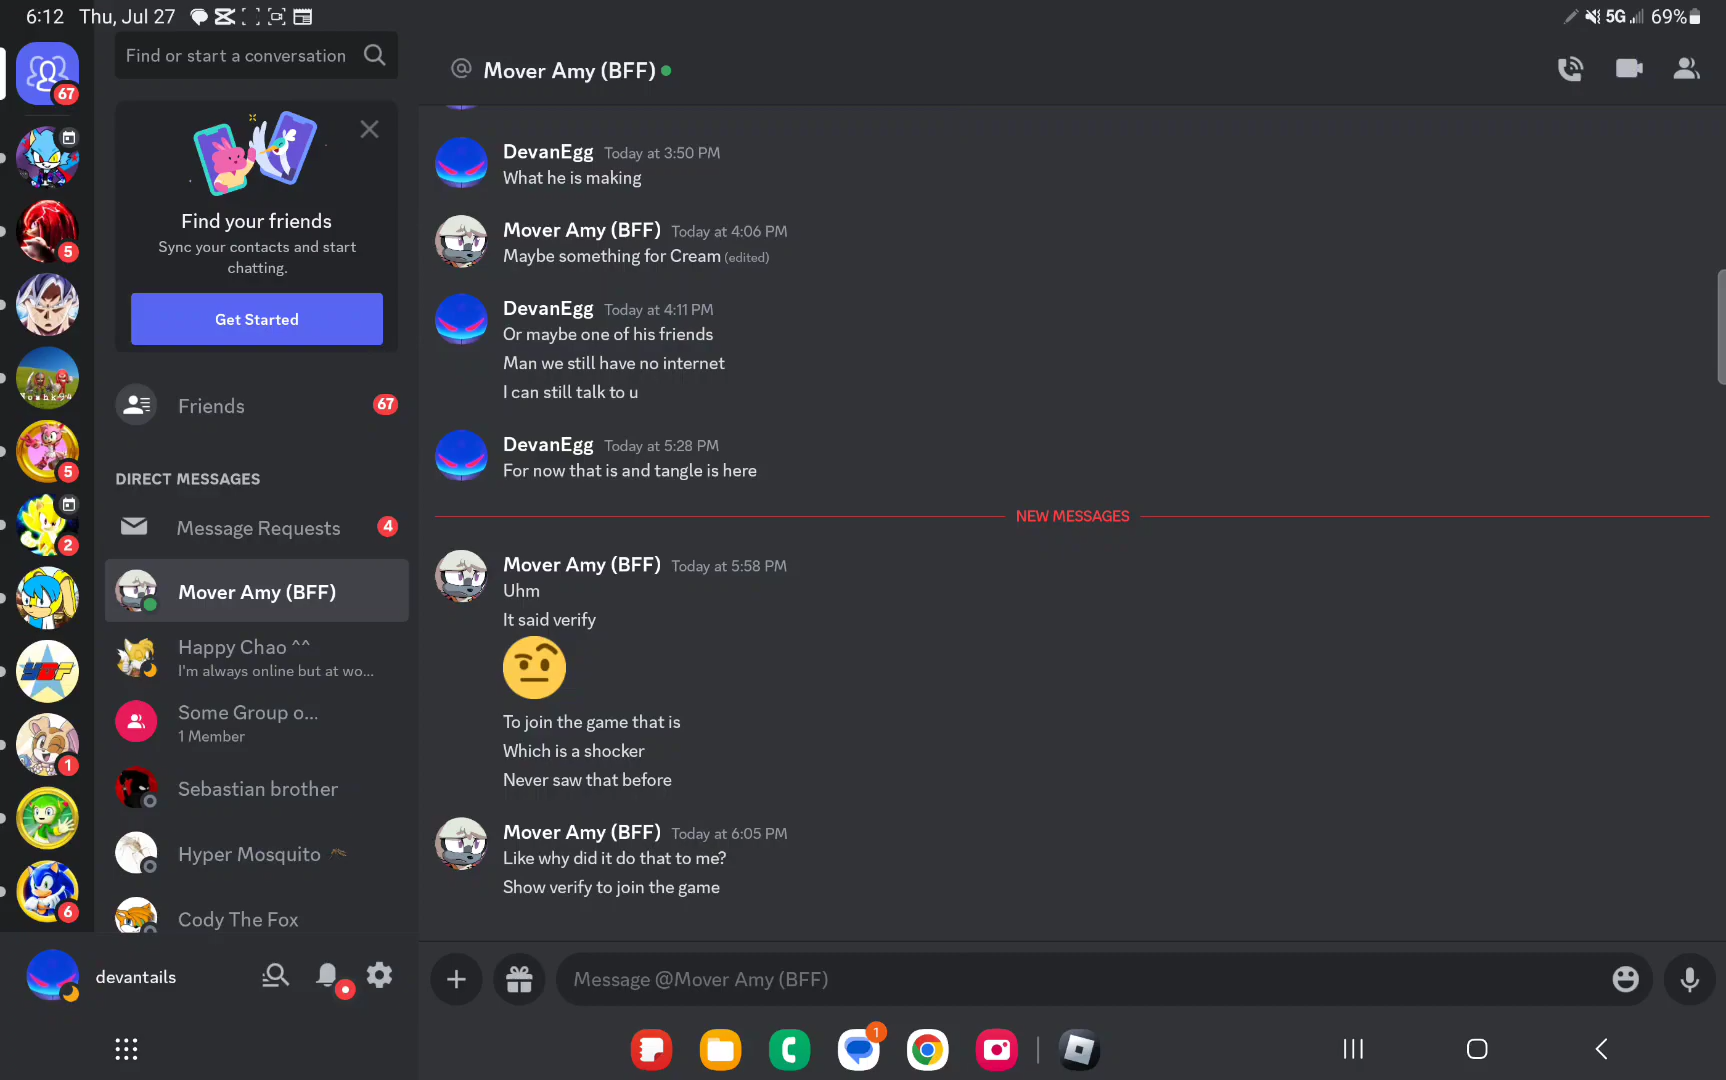 6:12 Thu, Jul 27
5G 69%
67
5
5
2
1
6
Find or start a conversation
Find your friends
Sync your contacts and start
chatting.
Get Started
Friends 67
DIRECT MESSAGES
Message Requests 4
Mover Amy (BFF)
Happy Chao ^^
I'm always online but at wo...
Some Group o...
1 Member
Sebastian brother
Hyper Mosquito
Cody The Fox
devantails
@ Mover Amy (BFF)
DevanEgg Today at 3:50 PM
What he is making
Mover Amy (BFF) Today at 4:06 PM
Maybe something for Cream (edited)
DevanEgg Today at 4:11 PM
Or maybe one of his friends
Man we still have no internet
I can still talk to u
DevanEgg Today at 5:28 PM
For now that is and tangle is here
NEW MESSAGES
Mover Amy (BFF) Today at 5:58 PM
Uhm
It said verify
To join the game that is
Which is a shocker
Never saw that before
Mover Amy (BFF) Today at 6:05 PM
Like why did it do that to me?
Show verify to join the game
Message @Mover Amy (BFF)
1